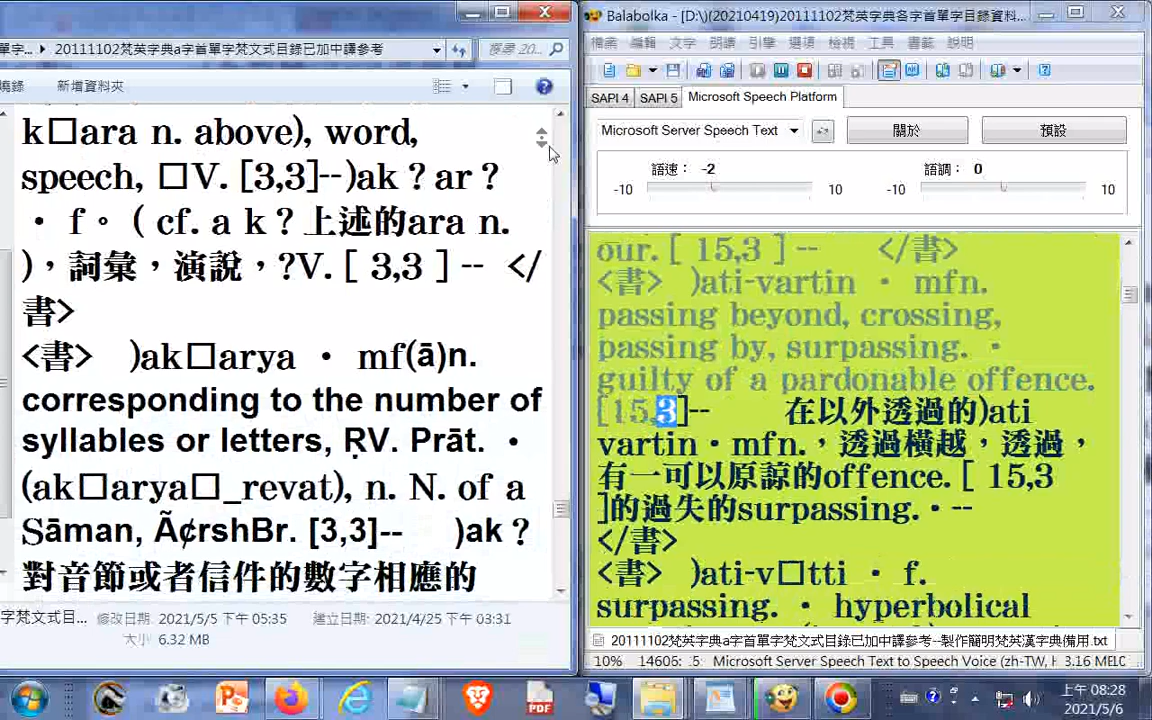 單字...
20111102梵英字典a字首單字梵文式目錄已加中譯參考
搜尋 20...
燒錄 新增資料夾
k□ara n. above), word,
speech, □V. [3,3]--)ak？ar？
• f。( cf. a k？上述的ara n.
)，詞彙，演說，?V. [ 3,3 ] -- </
書>
<書> )ak□arya • mf(ā)n.
corresponding to the number of
syllables or letters, ṚV. Prāt. •
(ak□arya□_revat), n. N. of a
Sāman, Ã¢rshBr. [3,3]-- )ak？
對音節或者信件的數字相應的
字梵文式目... 修改日期: 2021/5/5 下午 05:35 建立日期: 2021/4/25 下午 03:31
大小: 6.32 MB
Balabolka - [D:\)(20210419)20111102梵英字典各字首單字目錄資料...
檔案 編輯 文字 朗讀 引擎 選項 檢視 工具 書籤 說明
SAPI 4 SAPI 5 Microsoft Speech Platform
Microsoft Server Speech Text 關於 預設
語速: -2 語調: 0
-10 10 -10 10
our. [ 15,3 ] -- </書>
<書> )ati-vartin • mfn.
passing beyond, crossing,
passing by, surpassing. •
guilty of a pardonable offence.
[15,3]-- 在以外透過的)ati
vartin•mfn.，透過橫越，透過，
有一可以原諒的offence. [ 15,3
]的過失的surpassing.•--
</書>
<書> )ati-v□tti • f.
surpassing. • hyperbolical
20111102梵英字典a字首單字梵文式目錄已加中譯參考--製作簡明梵英漢字典備用.txt
10% 14605: 5 Microsoft Server Speech Text to Speech Voice (zh-TW, H 3.16 MELC
PDF
上午 08:28
2021/5/6